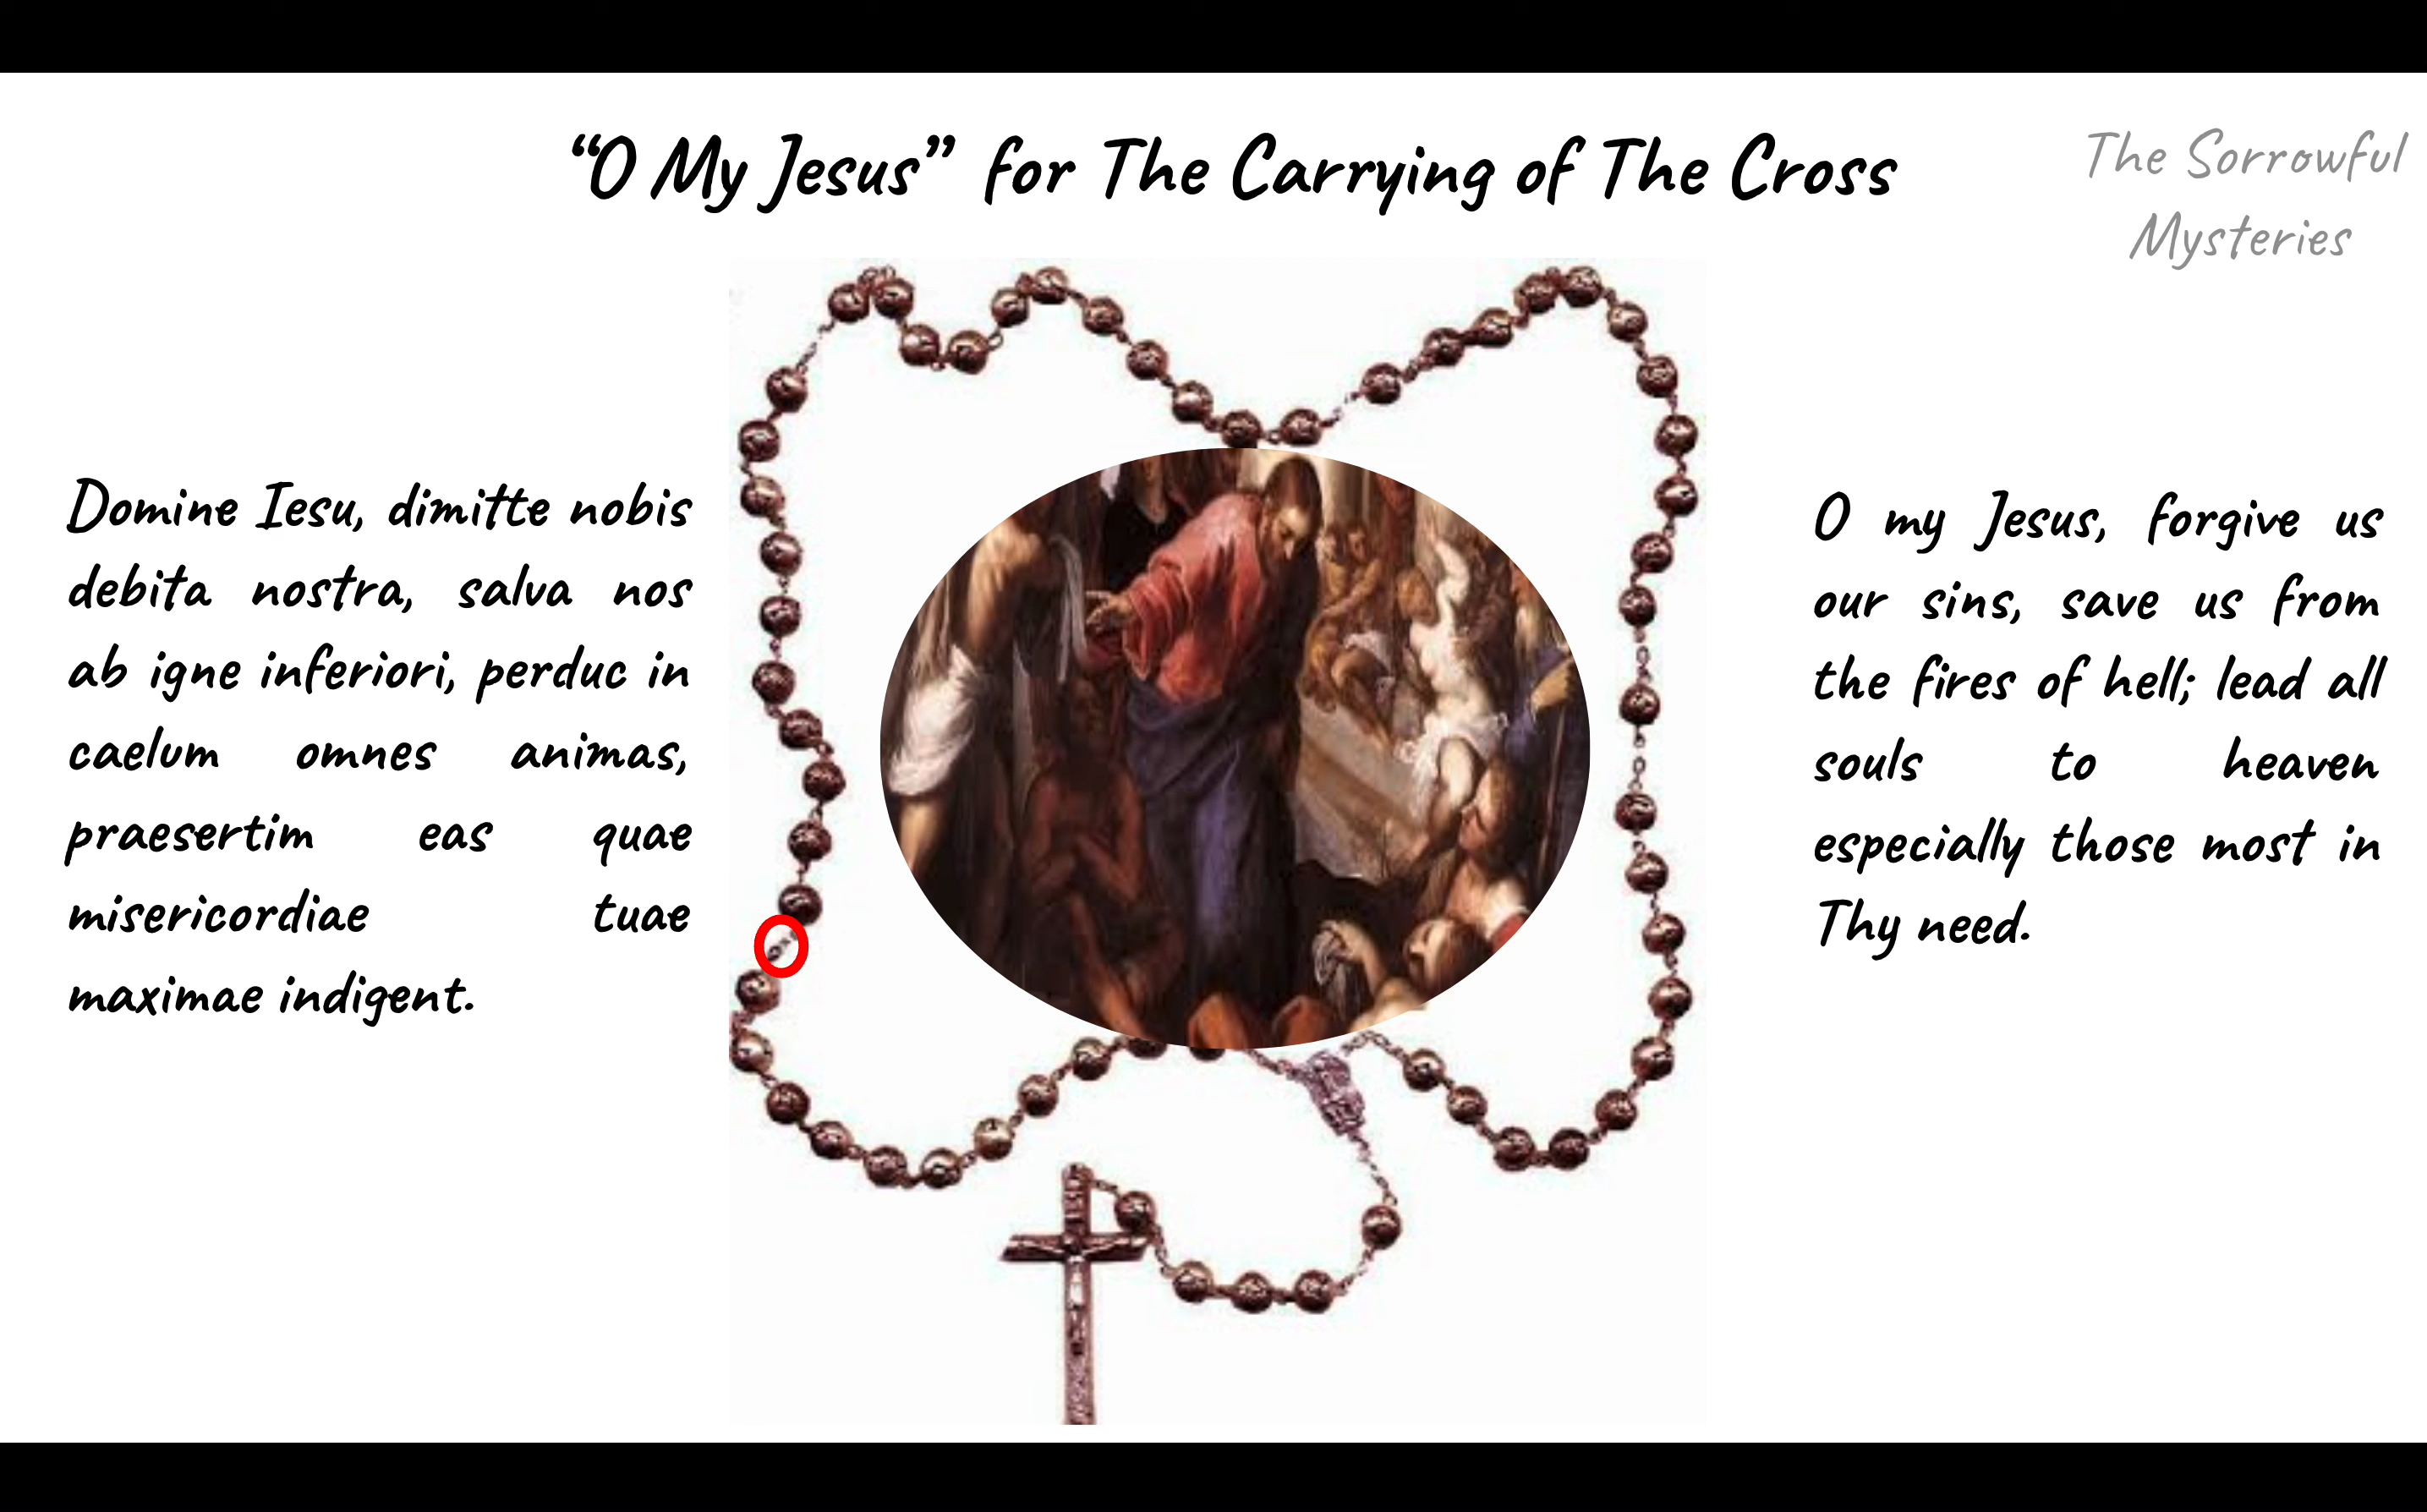 “O My Jesus” for The Carrying of The Cross
The Sorrowful
Mysteries
Domine Iesu, dimitte nobis
debita nostra, salva nos
ab igne inferiori, perduc in
caelum omnes animas,
praesertim eas quae
misericordiae tuae
maximae indigent.
O my Jesus, forgive us
our sins, save us from
the fires of hell; lead all
souls to heaven
especially those most in
Thy need.